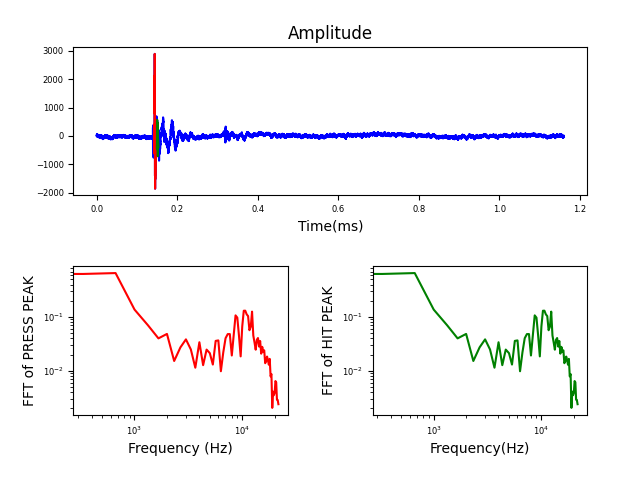 Amplitude
3000
2000
1000
0
−1000
−2000
0.0 0.2 0.4 0.6 0.8 1.0 1.2
Time(ms)
FFT of PRESS PEAK
10⁻¹
10⁻²
10³ 10⁴
Frequency (Hz)
FFT of HIT PEAK
10⁻¹
10⁻²
10³ 10⁴
Frequency(Hz)